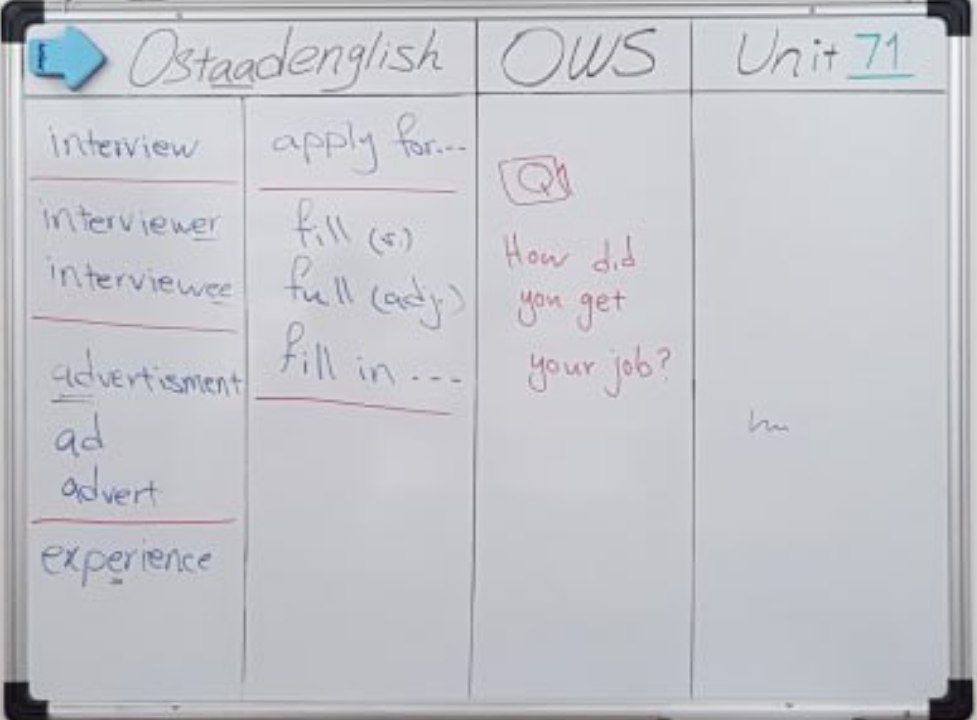 Ostaadenglish
OWS
Unit 71
interview
interviewer
interviewee
advertisment
ad
advert
experience
apply for...
fill (v.)
full (adj.)
fill in ---
Q
How did
you get
your job?